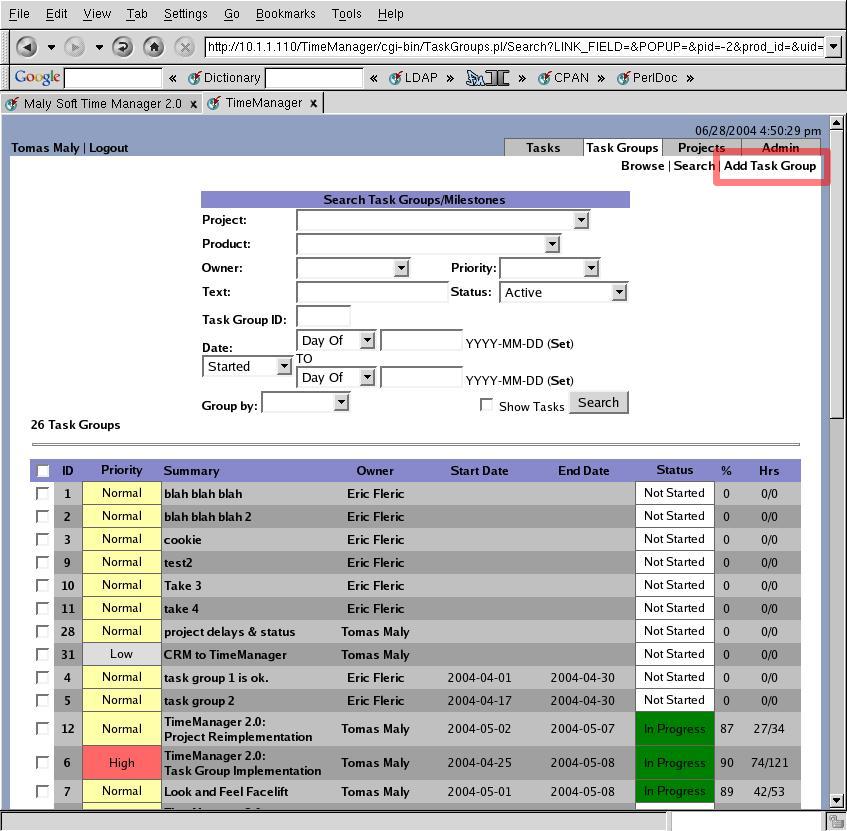 File Edit View Tab Settings Go Bookmarks Tools Help
http://10.1.1.110/TimeManager/cgi-bin/TaskGroups.pl/Search?LINK_FIELD=&POPUP=&pid=-2&prod_id=&uid=
Google « Dictionary « LDAP » » CPAN » PerlDoc »
Maly Soft Time Manager 2.0 x TimeManager x
06/28/2004 4:50:29 pm
Tomas Maly | Logout Tasks Task Groups Projects Admin
Browse | Search | Add Task Group
Search Task Groups/Milestones
Project:
Product:
Owner: Priority:
Text: Status: Active
Task Group ID:
Date: Day Of YYYY-MM-DD (Set)
Started TO
Day Of YYYY-MM-DD (Set)
Group by: Show Tasks Search
26 Task Groups
ID Priority Summary Owner Start Date End Date Status % Hrs
1 Normal blah blah blah Eric Fleric Not Started 0 0/0
2 Normal blah blah blah 2 Eric Fleric Not Started 0 0/0
3 Normal cookie Eric Fleric Not Started 0 0/0
9 Normal test2 Eric Fleric Not Started 0 0/0
10 Normal Take 3 Eric Fleric Not Started 0 0/0
11 Normal take 4 Eric Fleric Not Started 0 0/0
28 Normal project delays & status Tomas Maly Not Started 0 0/0
31 Low CRM to TimeManager Tomas Maly Not Started 0 0/0
4 Normal task group 1 is ok. Eric Fleric 2004-04-01 2004-04-30 Not Started 0 0/0
5 Normal task group 2 Eric Fleric 2004-04-17 2004-04-30 Not Started 0 0/0
12 Normal TimeManager 2.0: Project Reimplementation Tomas Maly 2004-05-02 2004-05-07 In Progress 87 27/34
6 High TimeManager 2.0: Task Group Implementation Tomas Maly 2004-04-25 2004-05-08 In Progress 90 74/121
7 Normal Look and Feel Facelift Tomas Maly 2004-05-01 2004-05-08 In Progress 89 42/53